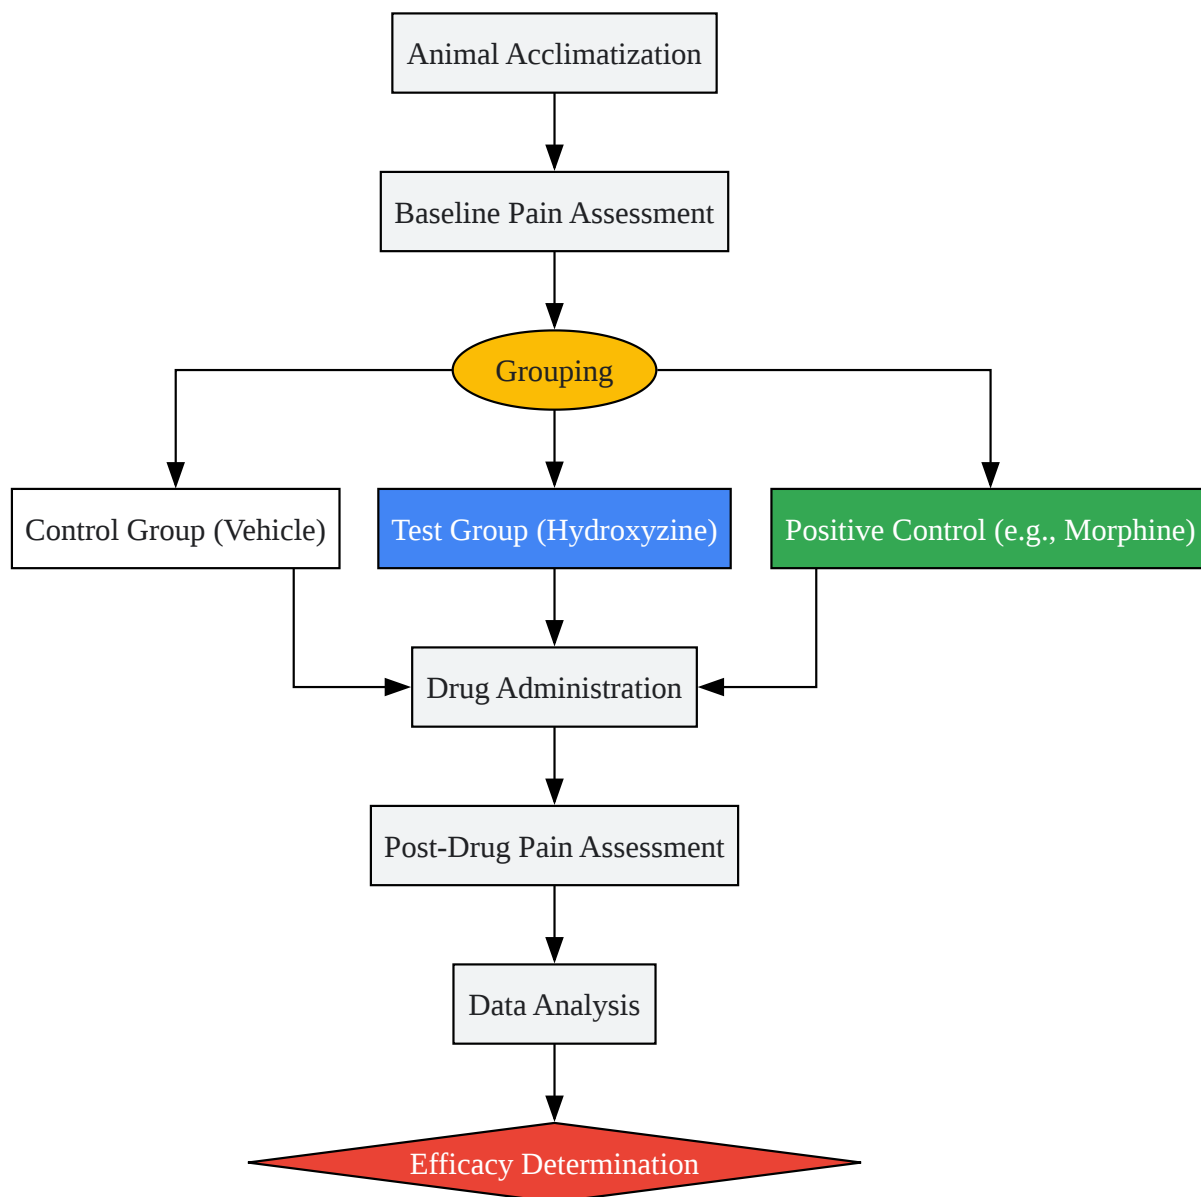 Animal Acclimatization
Baseline Pain Assessment
Grouping
Control Group (Vehicle)
Test Group (Hydroxyzine)
Positive Control (e.g., Morphine)
Drug Administration
Post-Drug Pain Assessment
Data Analysis
Efficacy Determination